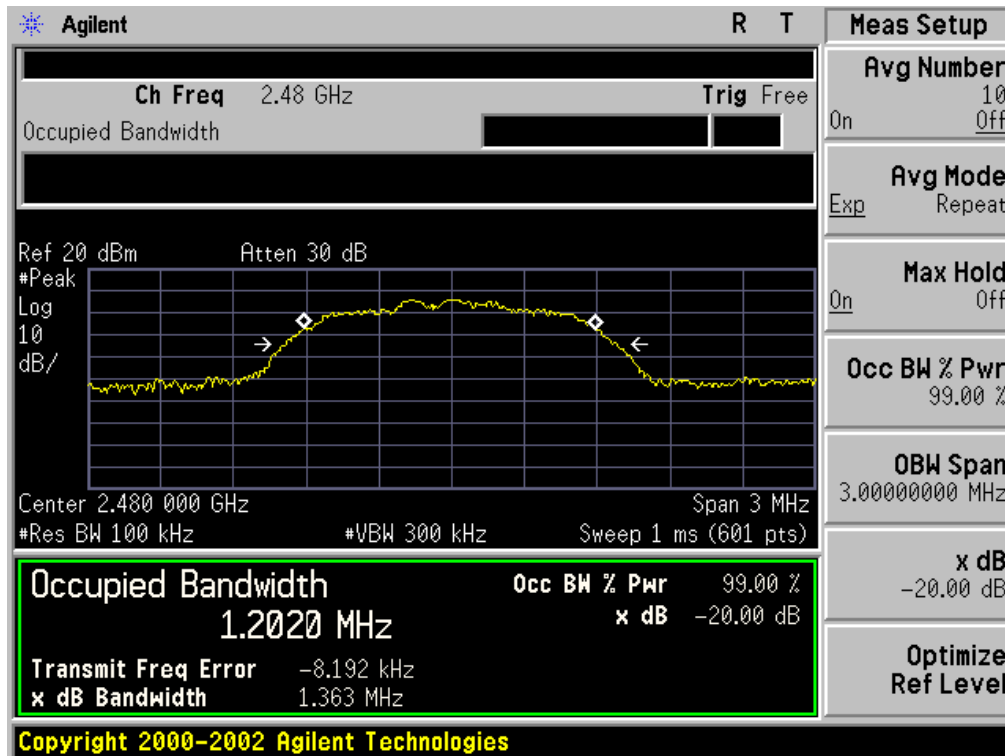 Agilent R T
Ch Freq 2.48 GHz Trig Free
Occupied Bandwidth
Ref 20 dBm Atten 30 dB
#Peak
Log
10
dB/
Center 2.480 000 GHz Span 3 MHz
#Res BW 100 kHz #VBW 300 kHz Sweep 1 ms (601 pts)
Occupied Bandwidth Occ BW % Pwr 99.00 %
1.2020 MHz x dB -20.00 dB
Transmit Freq Error -8.192 kHz
x dB Bandwidth 1.363 MHz
Copyright 2000-2002 Agilent Technologies
Meas Setup
Avg Number
10
On Off
Avg Mode
Exp Repeat
Max Hold
On Off
Occ BW % Pwr
99.00 %
OBW Span
3.00000000 MHz
x dB
-20.00 dB
Optimize
Ref Level